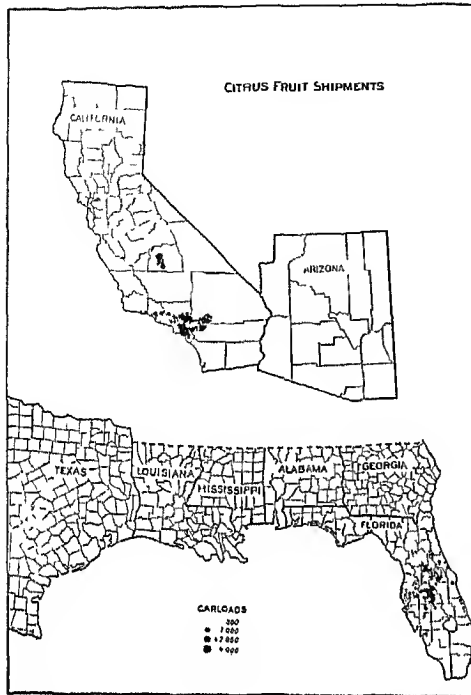 CITRUS FRUIT SHIPMENTS
CALIFORNIA
ARIZONA
TEXAS
LOUISIANA
MISSISSIPPI
ALABAMA
GEORGIA
FLORIDA
CARLOADS